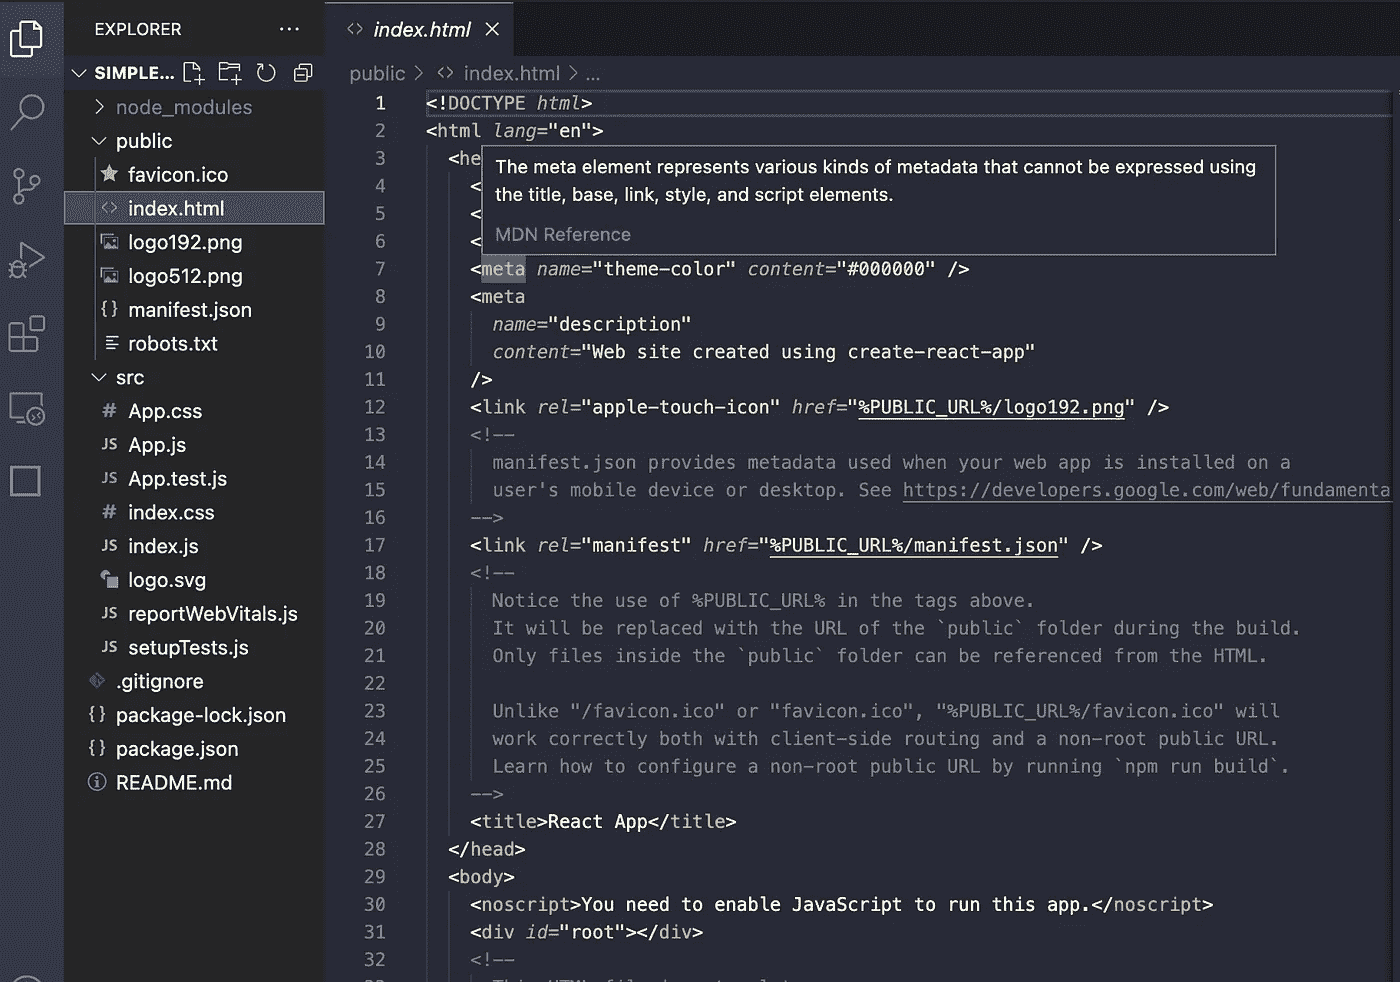 EXPLORER
SIMPLE...
node_modules
public
favicon.ico
index.html
logo192.png
logo512.png
manifest.json
robots.txt
src
App.css
App.js
App.test.js
index.css
index.js
logo.svg
reportWebVitals.js
setupTests.js
.gitignore
package-lock.json
package.json
README.md
index.html
public > <> index.html > ...
1 <!DOCTYPE html>
2 <html lang="en">
3 <he
The meta element represents various kinds of metadata that cannot be expressed using
the title, base, link, style, and script elements.
MDN Reference
4 <
5 <
6 <
7 <meta name="theme-color" content="#000000" />
8 <meta
9 name="description"
10 content="Web site created using create-react-app"
11 />
12 <link rel="apple-touch-icon" href="%PUBLIC_URL%/logo192.png" />
13 <!--
14 manifest.json provides metadata used when your web app is installed on a
15 user's mobile device or desktop. See https://developers.google.com/web/fundamenta
16 -->
17 <link rel="manifest" href="%PUBLIC_URL%/manifest.json" />
18 <!--
19 Notice the use of %PUBLIC_URL% in the tags above.
20 It will be replaced with the URL of the `public` folder during the build.
21 Only files inside the `public` folder can be referenced from the HTML.
22
23 Unlike "/favicon.ico" or "favicon.ico", "%PUBLIC_URL%/favicon.ico" will
24 work correctly both with client-side routing and a non-root public URL.
25 Learn how to configure a non-root public URL by running `npm run build`.
26 -->
27 <title>React App</title>
28 </head>
29 <body>
30 <noscript>You need to enable JavaScript to run this app.</noscript>
31 <div id="root"></div>
32 <!--